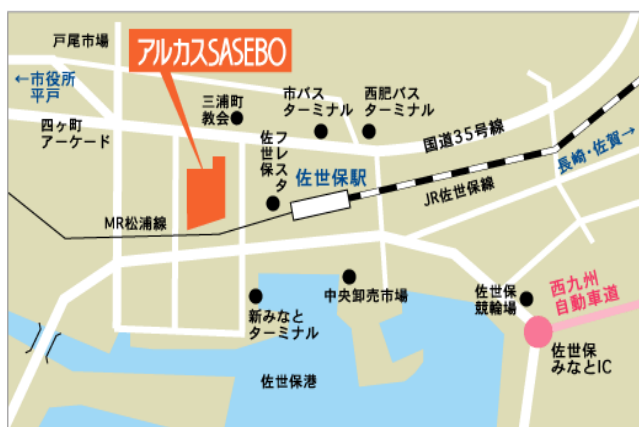 戸尾市場
アルカスSASEBO
←市役所
平戸
三浦町
教会
市バス
ターミナル
西肥バス
ターミナル
四ヶ町
アーケード
国道35号線
フレスタ
佐世保
佐世保駅
長崎・佐賀→
JR佐世保線
MR松浦線
中央卸売市場
新みなと
ターミナル
佐世保
競輪場
西九州
自動車道
佐世保
みなとIC
佐世保港